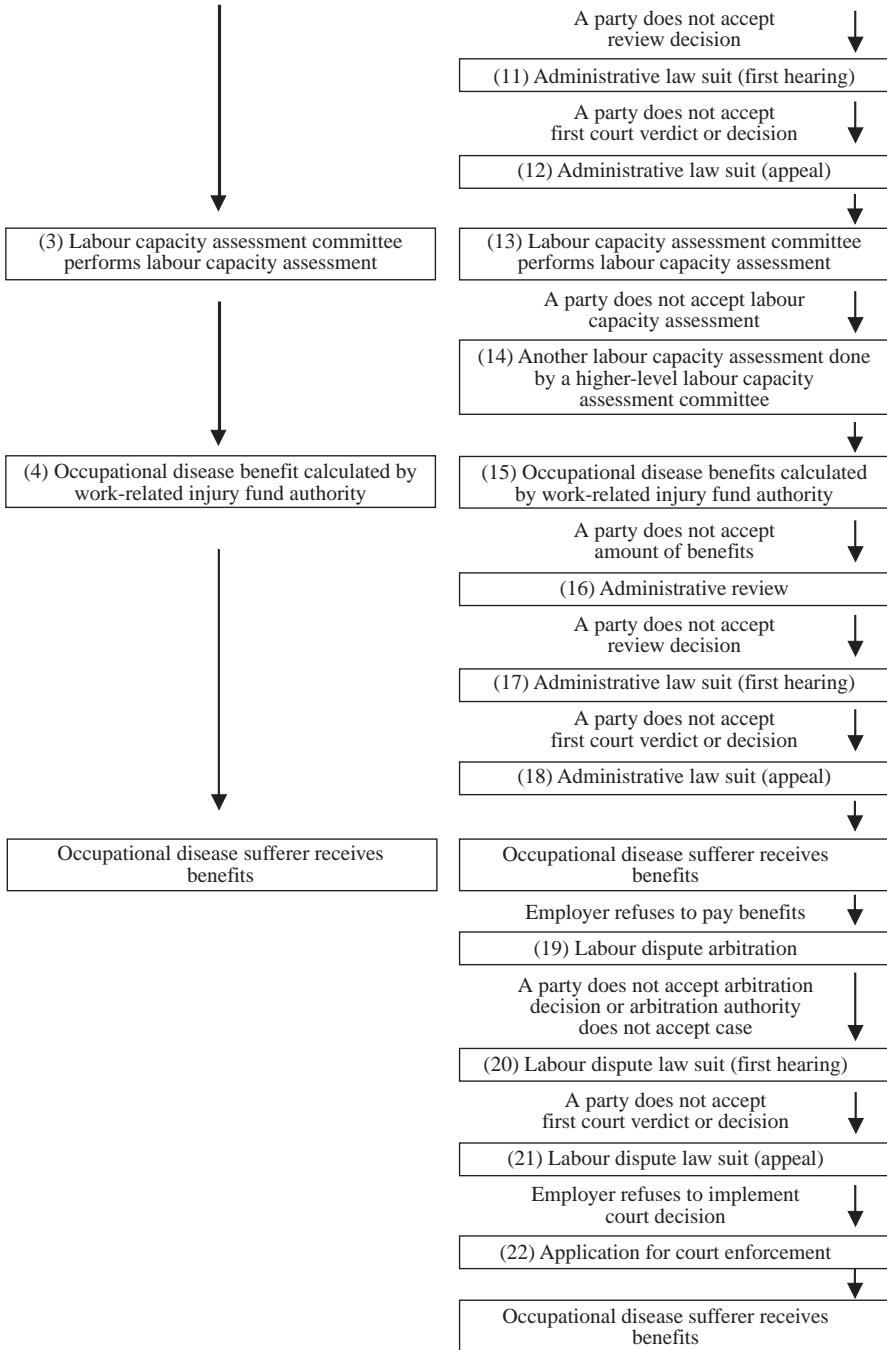 A party does not accept
review decision
(11) Administrative law suit (first hearing)
A party does not accept
first court verdict or decision
(12) Administrative law suit (appeal)
(3) Labour capacity assessment committee
performs labour capacity assessment
(13) Labour capacity assessment committee
performs labour capacity assessment
A party does not accept labour
capacity assessment
(14) Another labour capacity assessment done
by a higher-level labour capacity
assessment committee
(4) Occupational disease benefit calculated by
work-related injury fund authority
(15) Occupational disease benefits calculated
by work-related injury fund authority
A party does not accept
amount of benefits
(16) Administrative review
A party does not accept
review decision
(17) Administrative law suit (first hearing)
A party does not accept
first court verdict or decision
(18) Administrative law suit (appeal)
Occupational disease sufferer receives
benefits
Occupational disease sufferer receives
benefits
Employer refuses to pay benefits
(19) Labour dispute arbitration
A party does not accept arbitration
decision or arbitration authority
does not accept case
(20) Labour dispute law suit (first hearing)
A party does not accept
first court verdict or decision
(21) Labour dispute law suit (appeal)
Employer refuses to implement
court decision
(22) Application for court enforcement
Occupational disease sufferer receives
benefits